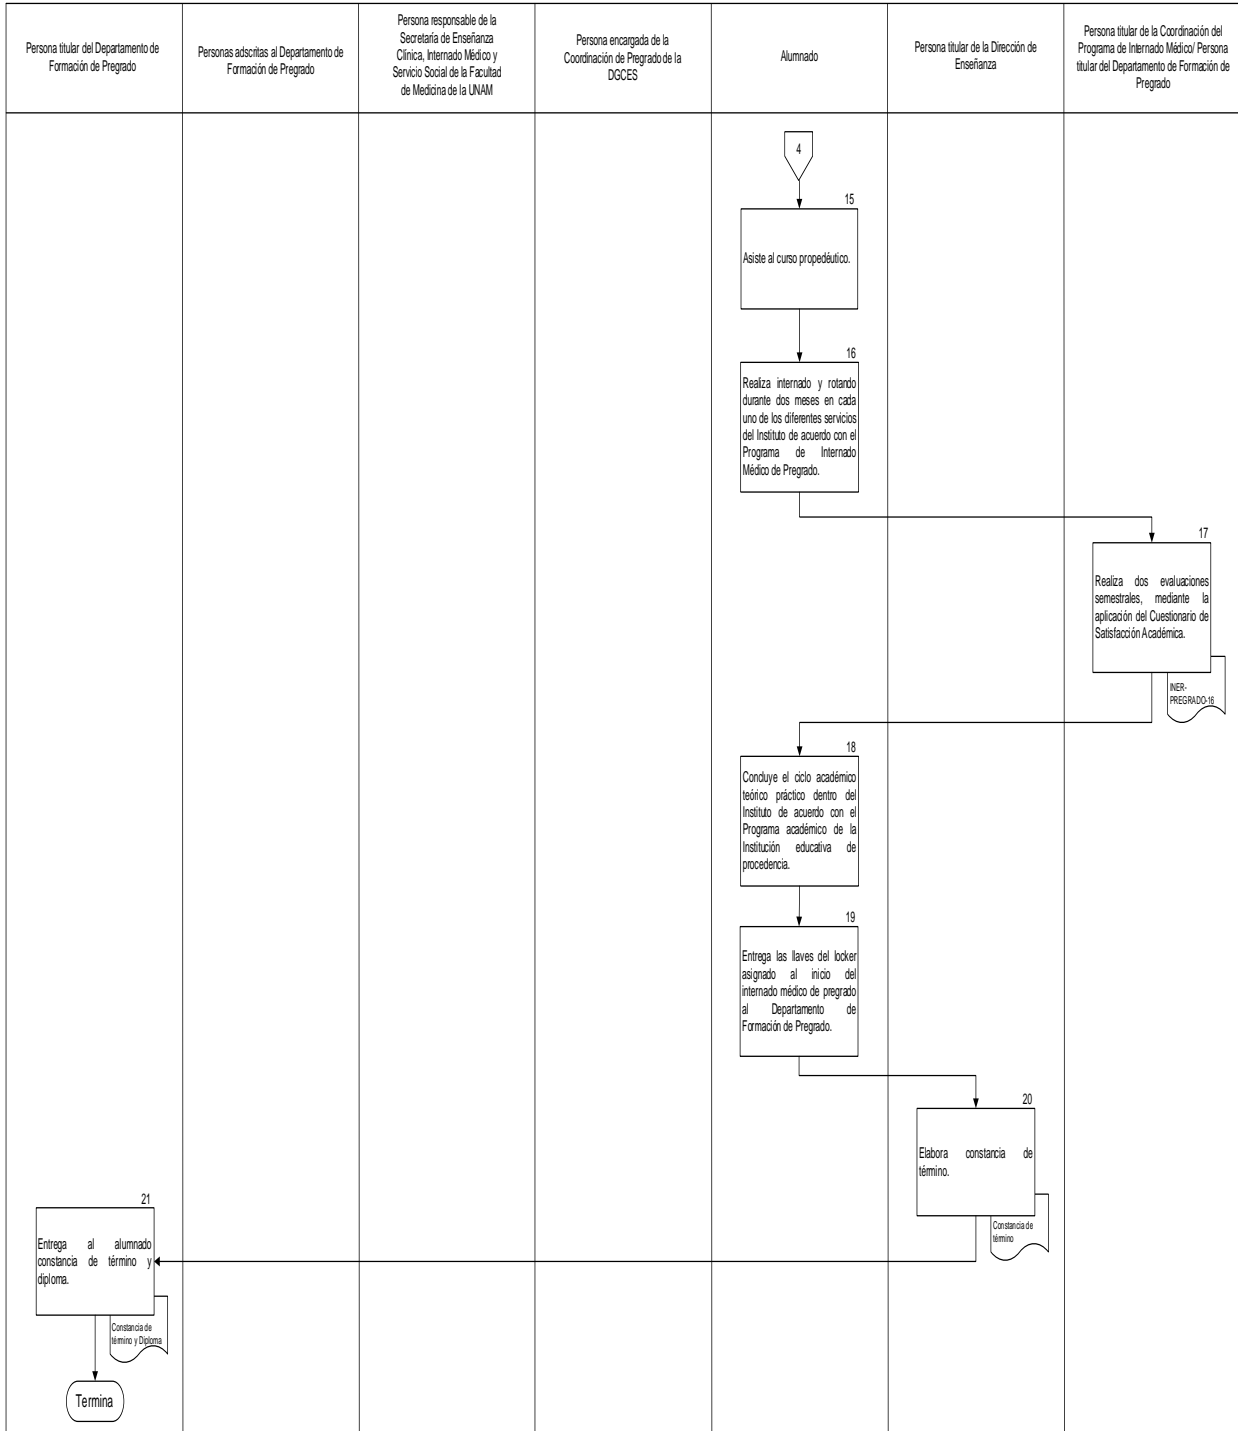 Persona titular del Departamento de
Formación de Pregrado
Personas adscritas al Departamento de
Formación de Pregrado
Persona responsable de la
Secretaría de Enseñanza
Clínica, Internado Médico y
Servicio Social de la Facultad
de Medicina de la UNAM
Persona encargada de la
Coordinación de Pregrado de la
DGCES
Alumnado
Persona titular de la Dirección de
Enseñanza
Persona titular de la Coordinación del
Programa de Internado Médico/ Persona
titular del Departamento de Formación de
Pregrado
4
15
Asiste al curso propedéutico.
16
Realiza internado y rotando
durante dos meses en cada
uno de los diferentes servicios
del Instituto de acuerdo con el
Programa de Internado
Médico de Pregrado.
17
Realiza dos evaluaciones
semestrales, mediante la
aplicación del Cuestionario de
Satisfacción Académica.
INER-
PREGRADO-16
18
Concluye el ciclo académico
teórico práctico dentro del
Instituto de acuerdo con el
Programa académico de la
Institución educativa de
procedencia.
19
Entrega las llaves del locker
asignado al inicio del
internado médico de pregrado
al Departamento de
Formación de Pregrado.
20
Elabora constancia de
término.
Constancia de
término
21
Entrega al alumnado
constancia de término y
diploma.
Constancia de
término y Diploma
Termina